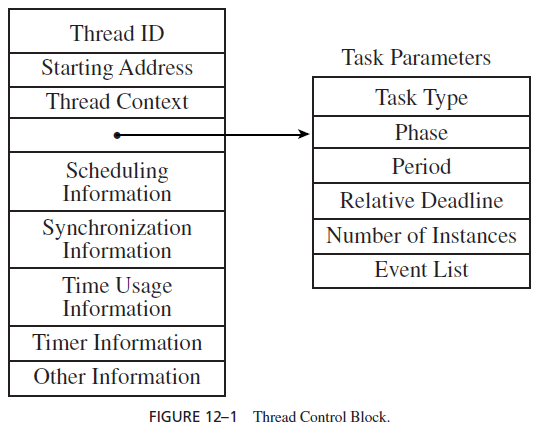 Thread ID
Starting Address
Thread Context
Scheduling
Information
Synchronization
Information
Time Usage
Information
Timer Information
Other Information
Task Parameters
Task Type
Phase
Period
Relative Deadline
Number of Instances
Event List
FIGURE 12–1 Thread Control Block.